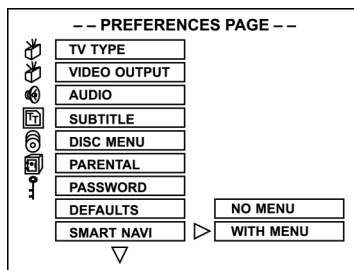 -- PREFERENCES PAGE --
TV TYPE
VIDEO OUTPUT
AUDIO
SUBTITLE
DISC MENU
PARENTAL
PASSWORD
DEFAULTS
NO MENU
SMART NAVI
WITH MENU